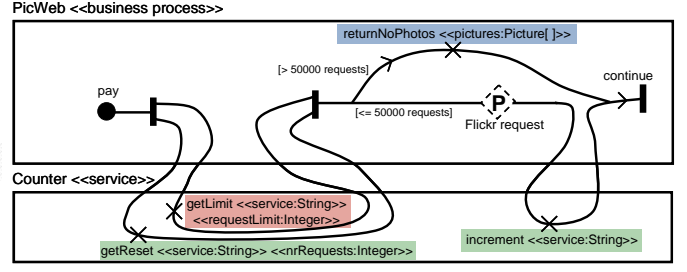 PicWeb <<business process>>
returnNoPhotos <<pictures:Picture[ ]>>
[> 50000 requests]
continue
pay
P
[<= 50000 requests]
Flickr request
Counter <<service>>
getLimit <<service:String>>
<<requestLimit:Integer>>
increment <<service:String>>
getReset <<service:String>> <<nrRequests:Integer>>